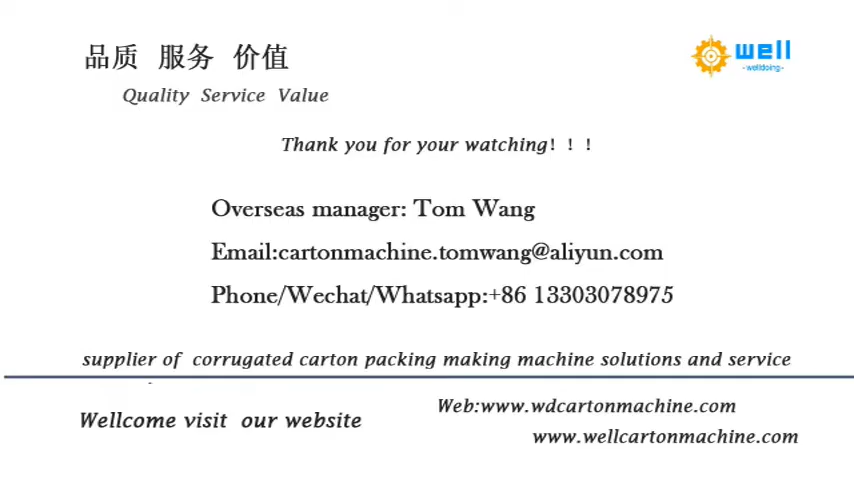 品质 服务 价值
well
-welldoing-
Quality Service Value
Thank you for your watching！！！
Overseas manager: Tom Wang
Email:cartonmachine.tomwang@aliyun.com
Phone/Wechat/Whatsapp:+86 13303078975
supplier of corrugated carton packing making machine solutions and service
Wellcome visit our website
Web:www.wdcartonmachine.com
www.wellcartonmachine.com